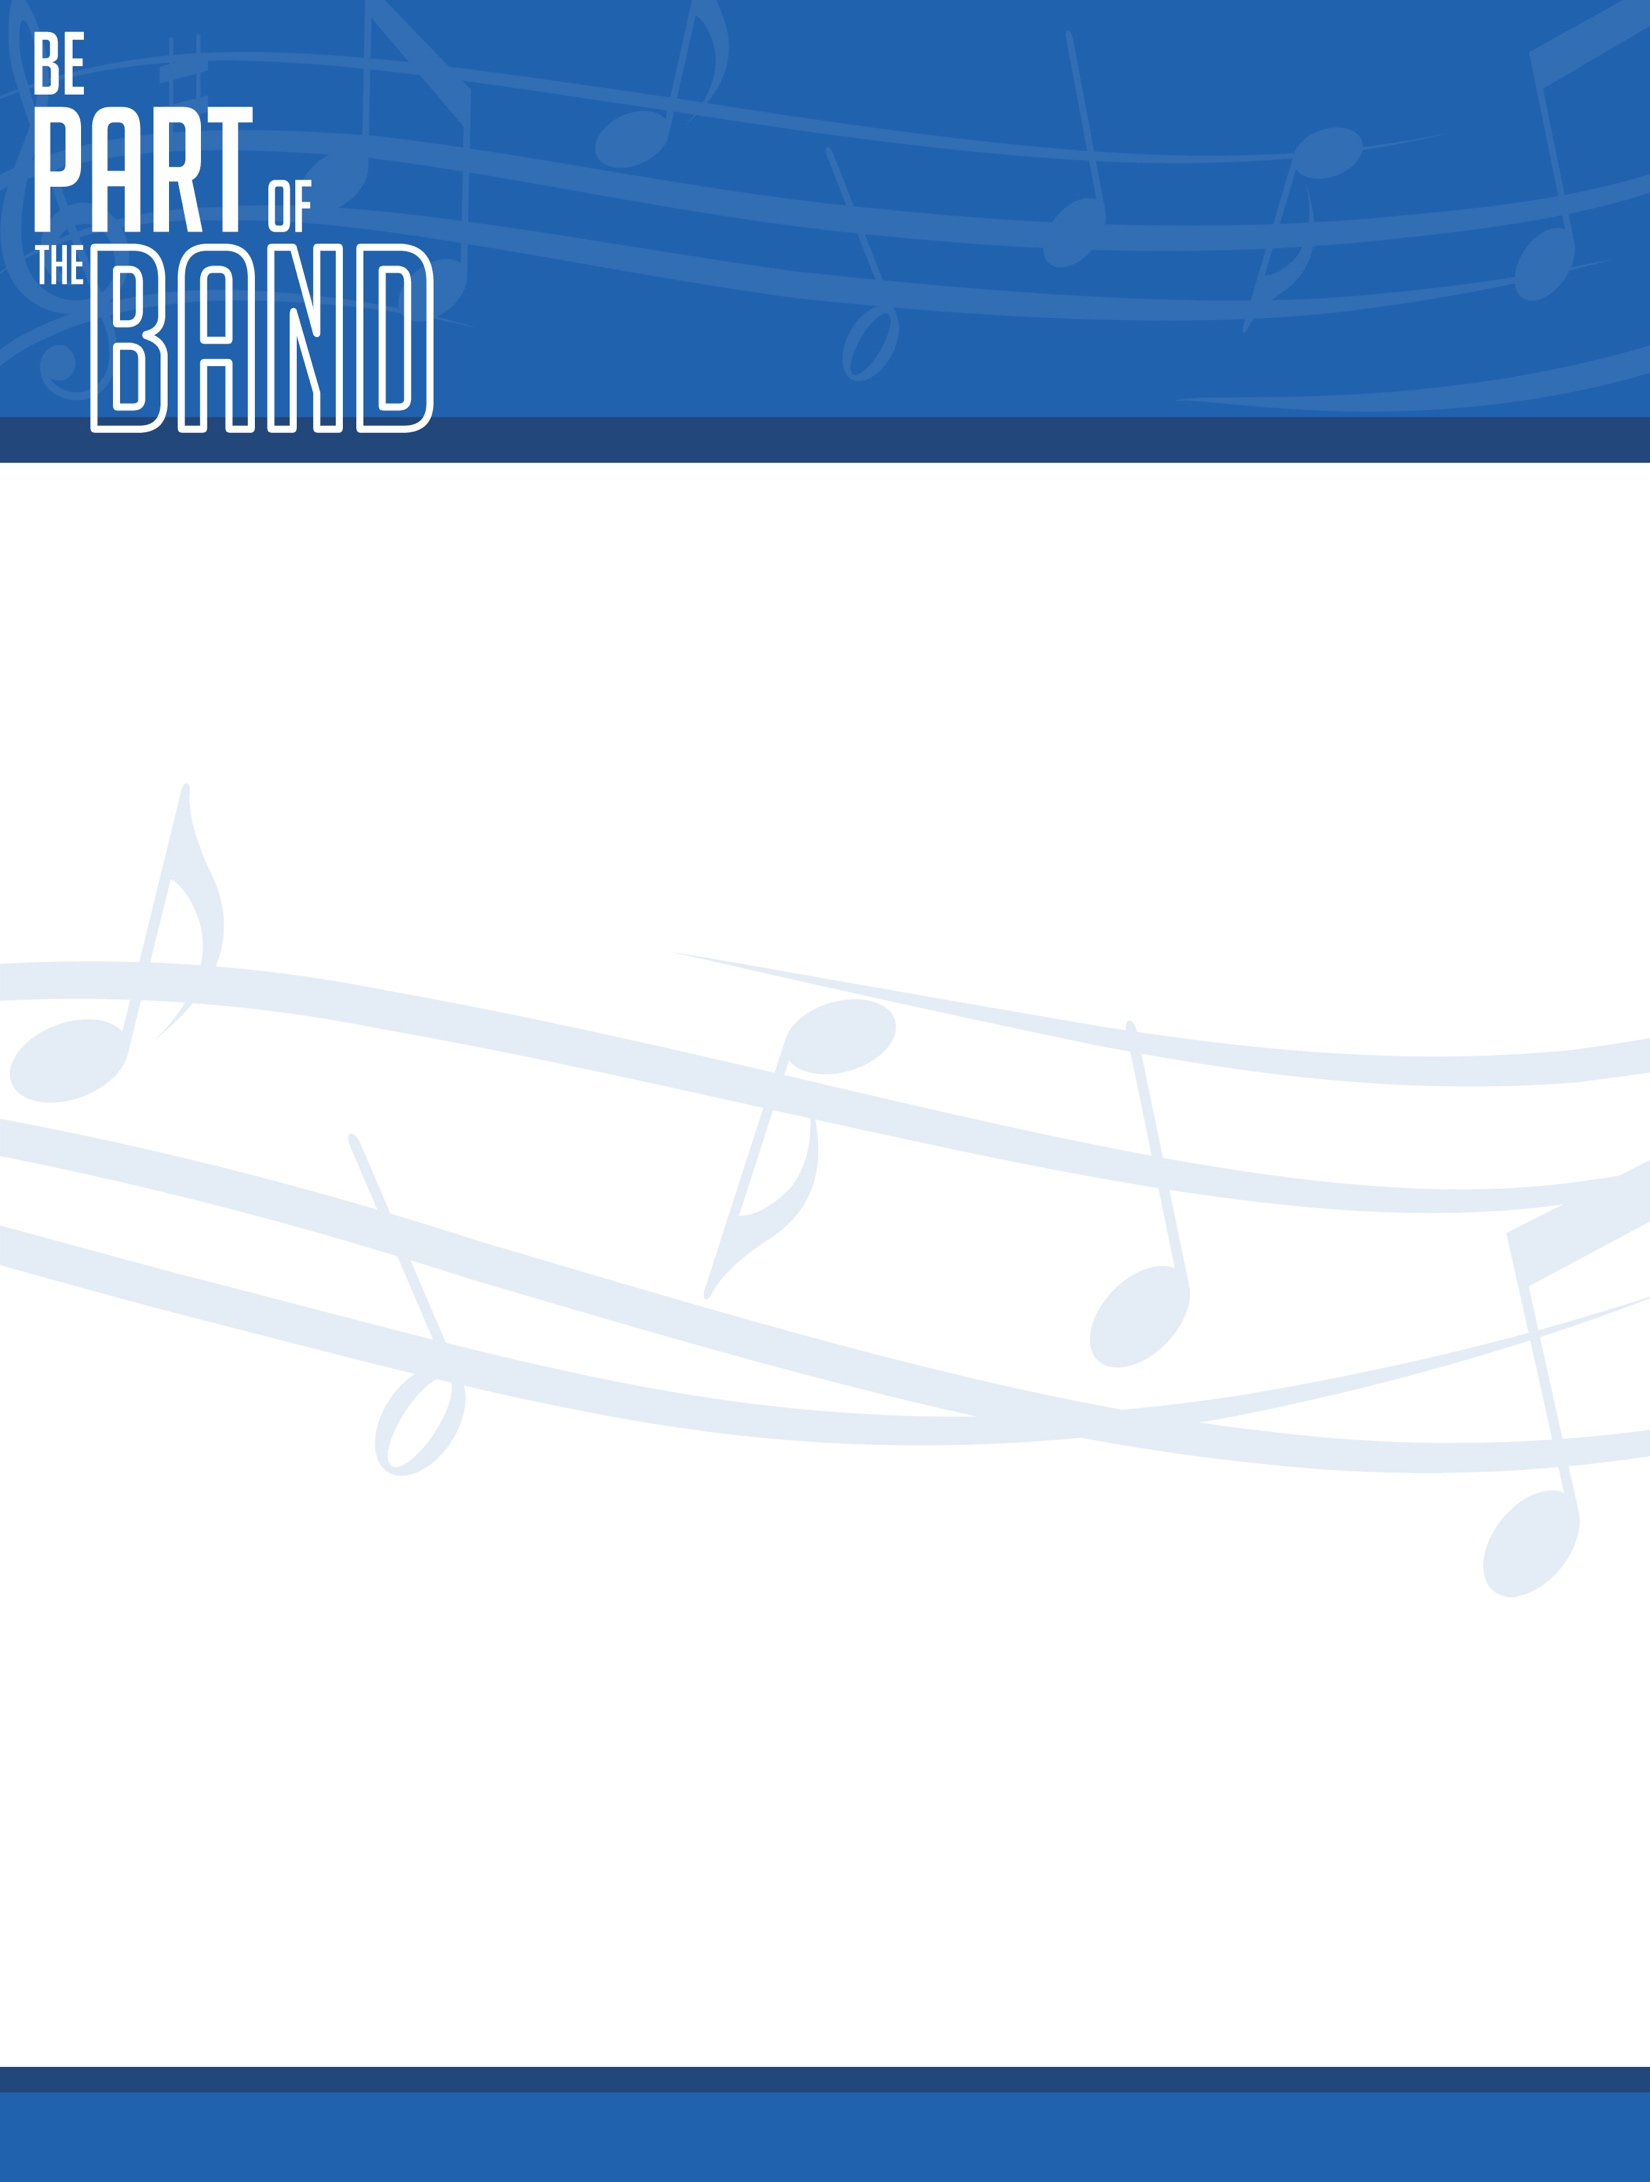 BE
PART OF
THE BAND